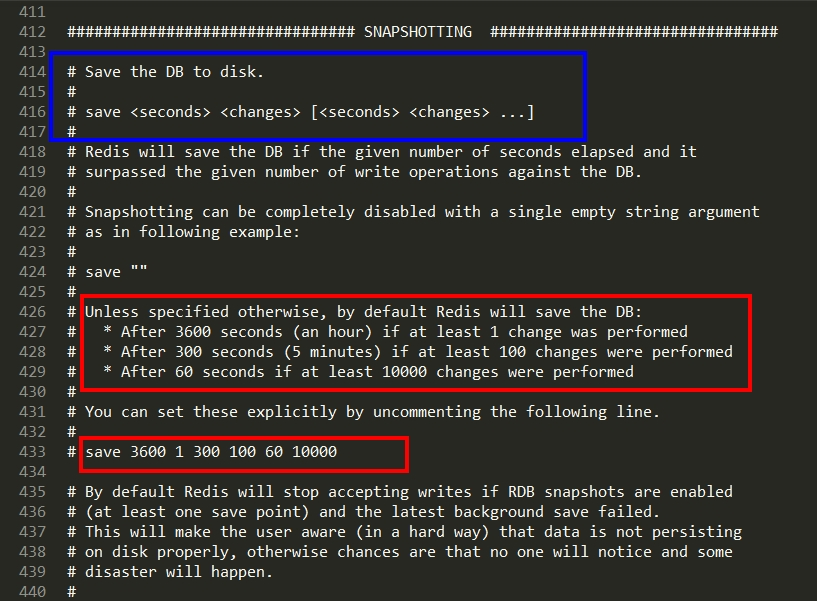 411
412 ################################ SNAPSHOTTING  ################################
413
414 # Save the DB to disk.
415 #
416 # save <seconds> <changes> [<seconds> <changes> ...]
417 #
418 # Redis will save the DB if the given number of seconds elapsed and it
419 # surpassed the given number of write operations against the DB.
420 #
421 # Snapshotting can be completely disabled with a single empty string argument
422 # as in following example:
423 #
424 # save ""
425 #
426 # Unless specified otherwise, by default Redis will save the DB:
427 #   * After 3600 seconds (an hour) if at least 1 change was performed
428 #   * After 300 seconds (5 minutes) if at least 100 changes were performed
429 #   * After 60 seconds if at least 10000 changes were performed
430 #
431 # You can set these explicitly by uncommenting the following line.
432 #
433 # save 3600 1 300 100 60 10000
434
435 # By default Redis will stop accepting writes if RDB snapshots are enabled
436 # (at least one save point) and the latest background save failed.
437 # This will make the user aware (in a hard way) that data is not persisting
438 # on disk properly, otherwise chances are that no one will notice and some
439 # disaster will happen.
440 #